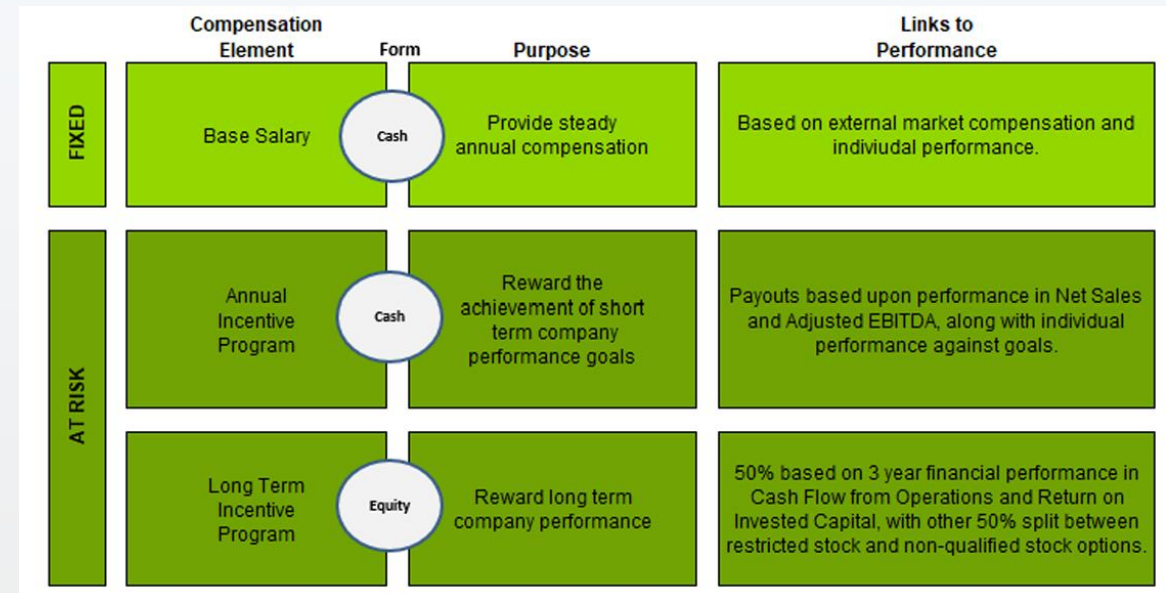 Compensation
Element
Form
Purpose
Links to
Performance
FIXED
Base Salary
Cash
Provide steady
annual compensation
Based on external market compensation and
indiviudal performance.
AT RISK
Annual
Incentive
Program
Cash
Reward the
achievement of short
term company
performance goals
Payouts based upon performance in Net Sales
and Adjusted EBITDA, along with individual
performance against goals.
Long Term
Incentive
Program
Equity
Reward long term
company performance
50% based on 3 year financial performance in
Cash Flow from Operations and Return on
Invested Capital, with other 50% split between
restricted stock and non-qualified stock options.